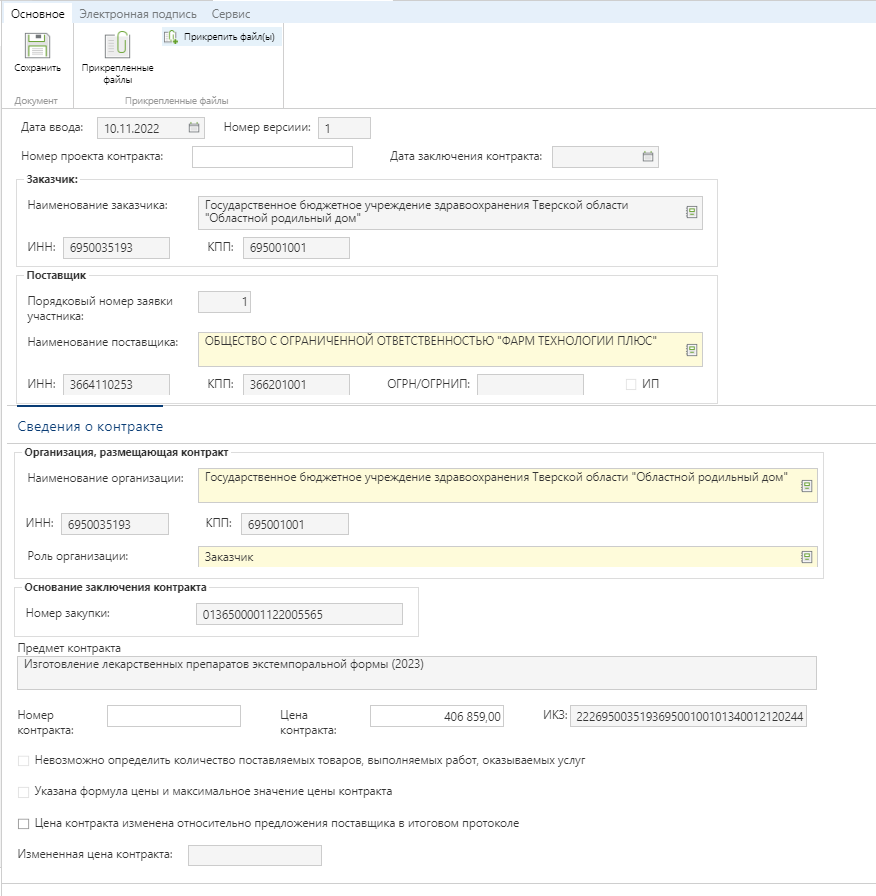 Основное Электронная подпись Сервис
Сохранить
Прикрепленные файлы
Прикрепить файл(ы)
Документ
Прикрепленные файлы
Дата ввода: 10.11.2022 Номер версиии: 1
Номер проекта контракта: Дата заключения контракта:
Заказчик:
Наименование заказчика: Государственное бюджетное учреждение здравоохранения Тверской области
"Областной родильный дом"
ИНН: 6950035193 КПП: 695001001
Поставщик
Порядковый номер заявки
участника: 1
Наименование поставщика: ОБЩЕСТВО С ОГРАНИЧЕННОЙ ОТВЕТСТВЕННОСТЬЮ "ФАРМ ТЕХНОЛОГИИ ПЛЮС"
ИНН: 3664110253 КПП: 366201001 ОГРН/ОГРНИП: ИП
Сведения о контракте
Организация, размещающая контракт
Наименование организации: Государственное бюджетное учреждение здравоохранения Тверской области "Областной родильный дом"
ИНН: 6950035193 КПП: 695001001
Роль организации: Заказчик
Основание заключения контракта
Номер закупки: 0136500001122005565
Предмет контракта
Изготовление лекарственных препаратов экстемпоральной формы (2023)
Номер
контракта:
Цена
контракта: 406 859,00
ИКЗ: 222695003519369500100101340012120244
Невозможно определить количество поставляемых товаров, выполняемых работ, оказываемых услуг
Указана формула цены и максимальное значение цены контракта
Цена контракта изменена относительно предложения поставщика в итоговом протоколе
Измененная цена контракта: